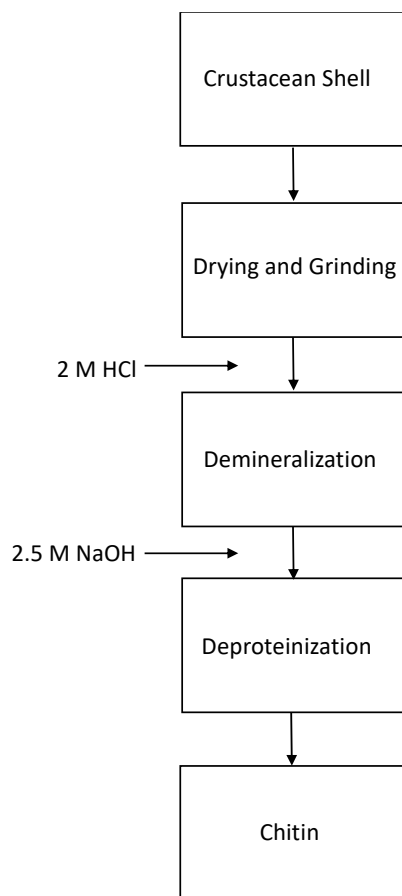 Crustacean Shell
Drying and Grinding
2 M HCl
Demineralization
2.5 M NaOH
Deproteinization
Chitin